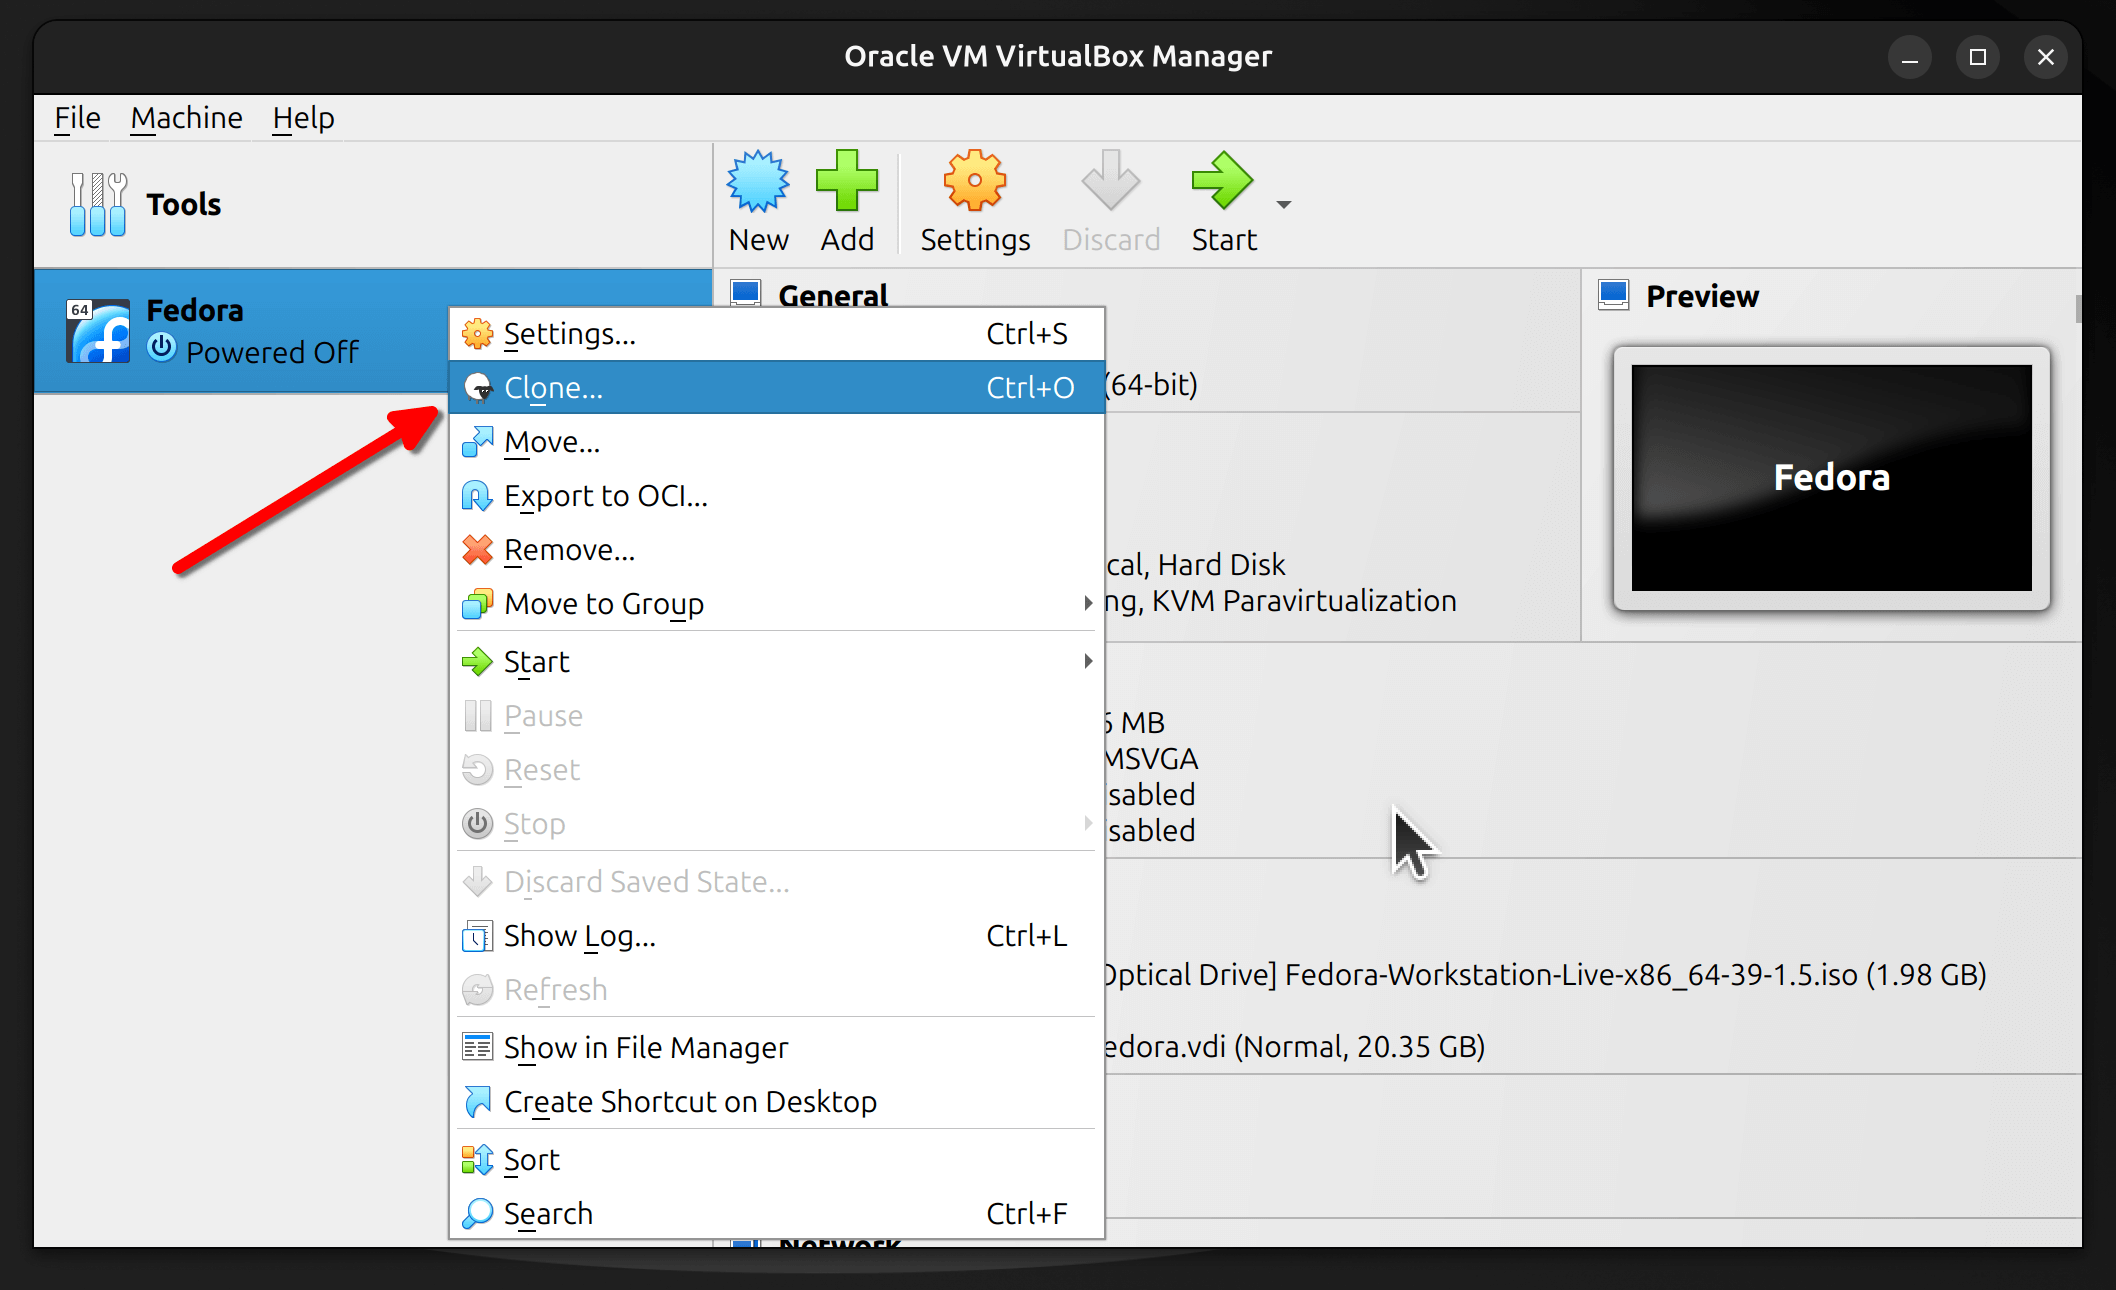 Oracle VM VirtualBox Manager
File Machine Help
Tools
New Add Settings Discard Start
64
Fedora
Powered Off
General
Preview
Settings... Ctrl+S
Clone... Ctrl+O
(64-bit)
Fedora
Move...
Export to OCI...
Remove...
cal, Hard Disk
Move to Group
ng, KVM Paravirtualization
Start
Pause
6 MB
Reset
MSVGA
sabled
Stop
sabled
Discard Saved State...
Show Log... Ctrl+L
Refresh
Optical Drive] Fedora-Workstation-Live-x86_64-39-1.5.iso (1.98 GB)
Show in File Manager
edora.vdi (Normal, 20.35 GB)
Create Shortcut on Desktop
Sort
Search Ctrl+F
Network